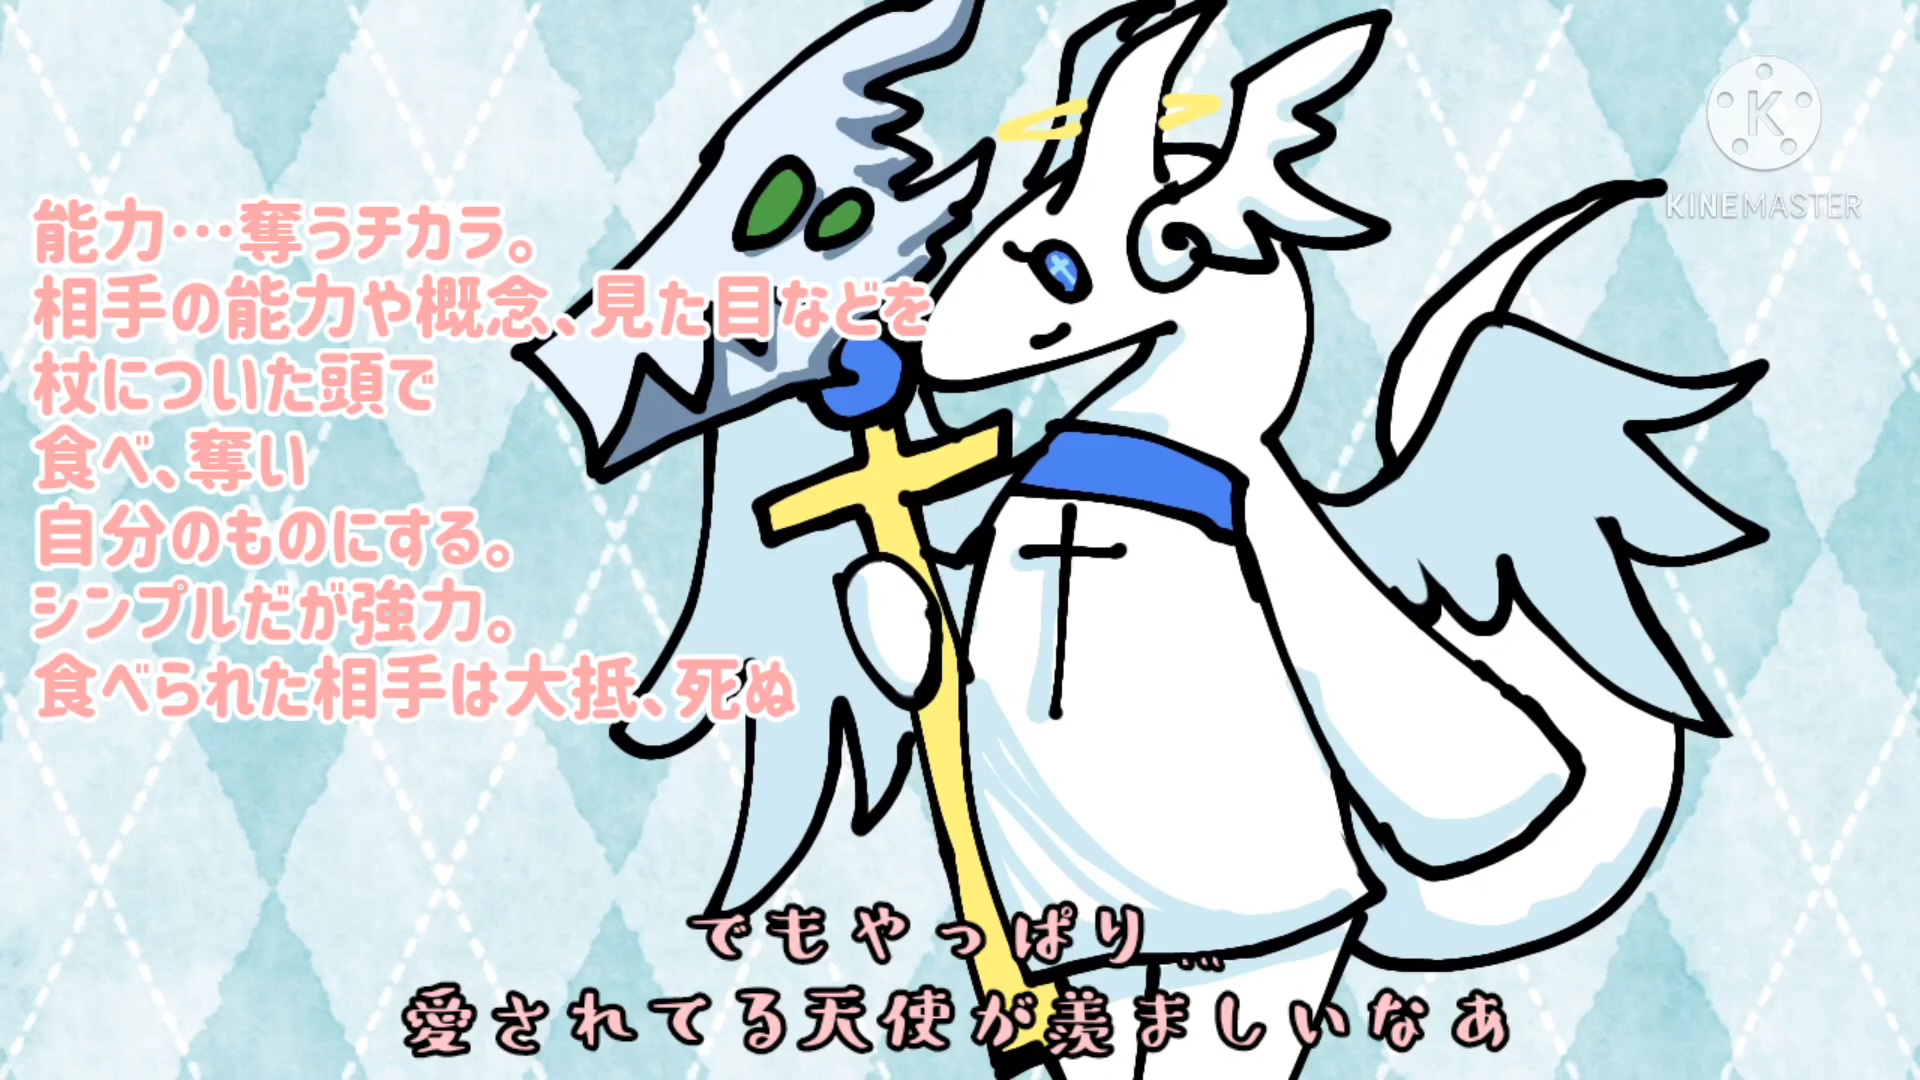 能力…奪うチカラ。
相手の能力や概念、見た目などを
杖についた頭で
食べ、奪い
自分のものにする。
シンプルだが強力。
食べられた相手は大抵、死ぬ
でもやっぱり…
愛されてる天使が羨ましいなあ
K
KINEMASTER